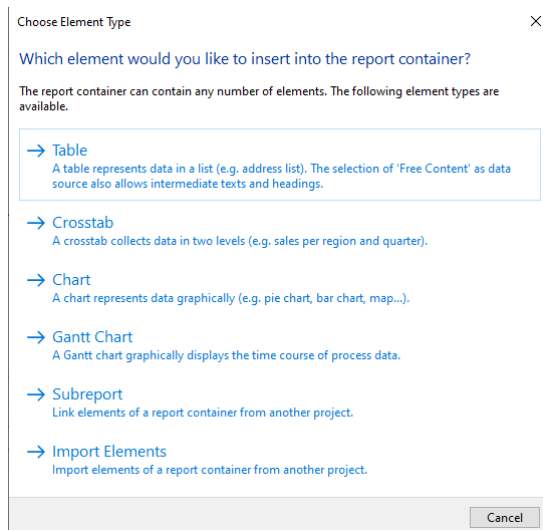 Choose Element Type
Which element would you like to insert into the report container?
The report container can contain any number of elements. The following element types are
available.
Table
A table represents data in a list (e.g. address list). The selection of 'Free Content' as data
source also allows intermediate texts and headings.
Crosstab
A crosstab collects data in two levels (e.g. sales per region and quarter).
Chart
A chart represents data graphically (e.g. pie chart, bar chart, map...).
Gantt Chart
A Gantt chart graphically displays the time course of process data.
Subreport
Link elements of a report container from another project.
Import Elements
Import elements of a report container from another project.
Cancel